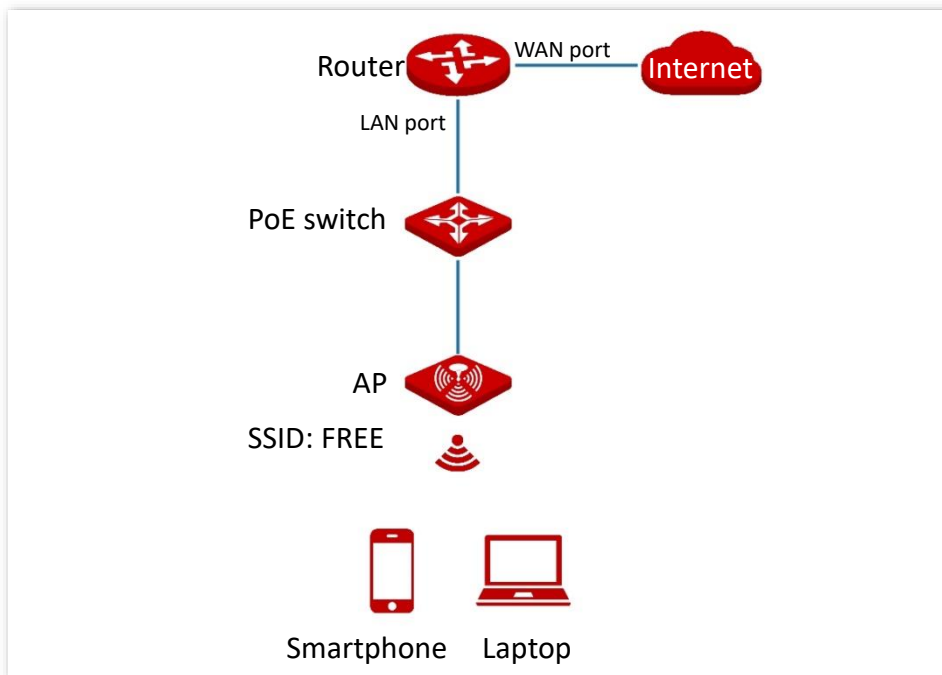 Router
WAN port
Internet
LAN port
PoE switch
AP
SSID: FREE
Smartphone
Laptop